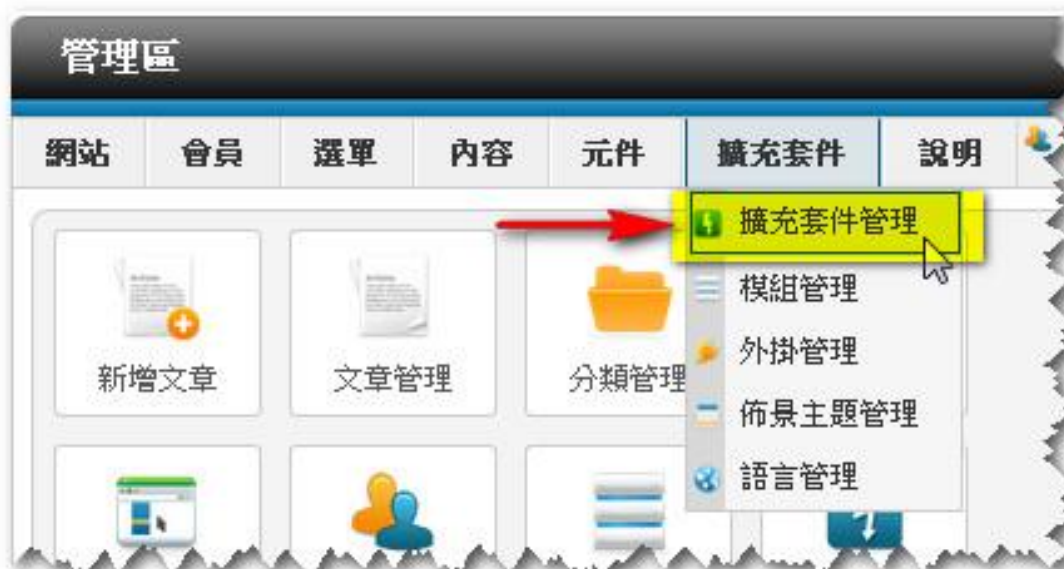 管理區
網站 會員 選單 內容 元件 擴充套件 說明
擴充套件管理
模組管理
外掛管理
佈景主題管理
語言管理
新增文章 文章管理 分類管理